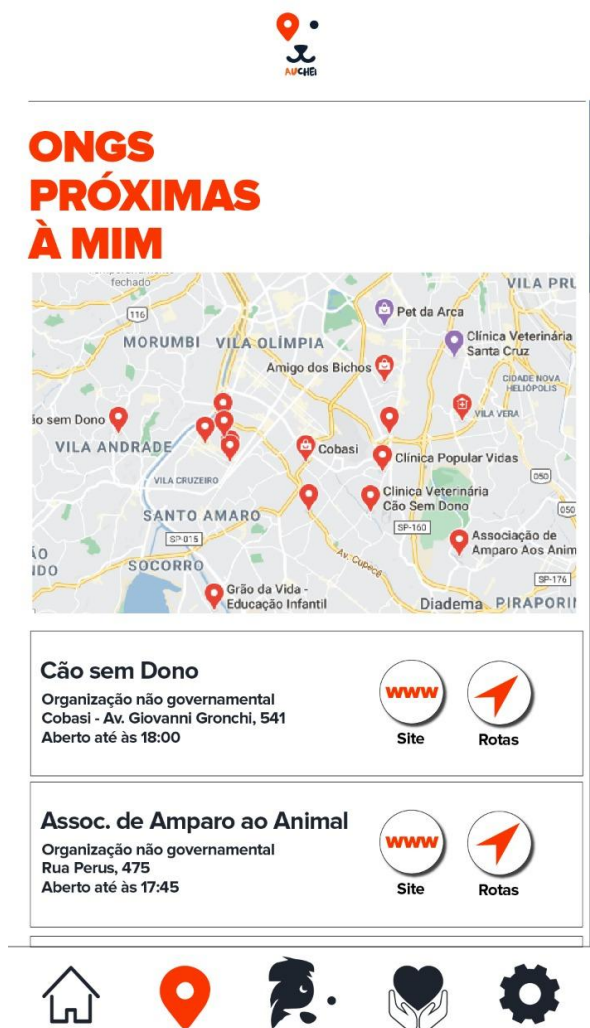 AUCHEI
ONGS
PRÓXIMAS
À MIM
fechado
VILA PRU
116
Pet da Arca
MORUMBI
VILA OLÍMPIA
Clínica Veterinária
Santa Cruz
Amigo dos Bichos
CIDADE NOVA
HELIÓPOLIS
ão sem Dono
VILA VERA
VILA ANDRADE
Cobasi
Clínica Popular Vidas
VILA CRUZEIRO
050
Clinica Veterinária
Cão Sem Dono
050
SANTO AMARO
SP-160
SP-015
Associação de
Amparo Aos Anim
ÃO
NDO
SOCORRO
Av. Cupecê
SP-176
Grão da Vida -
Educação Infantil
Diadema
PIRAPORI
Cão sem Dono
Organização não governamental
Cobasi - Av. Giovanni Gronchi, 541
Aberto até às 18:00
www
Site
Rotas
Assoc. de Amparo ao Animal
Organização não governamental
Rua Perus, 475
Aberto até às 17:45
www
Site
Rotas